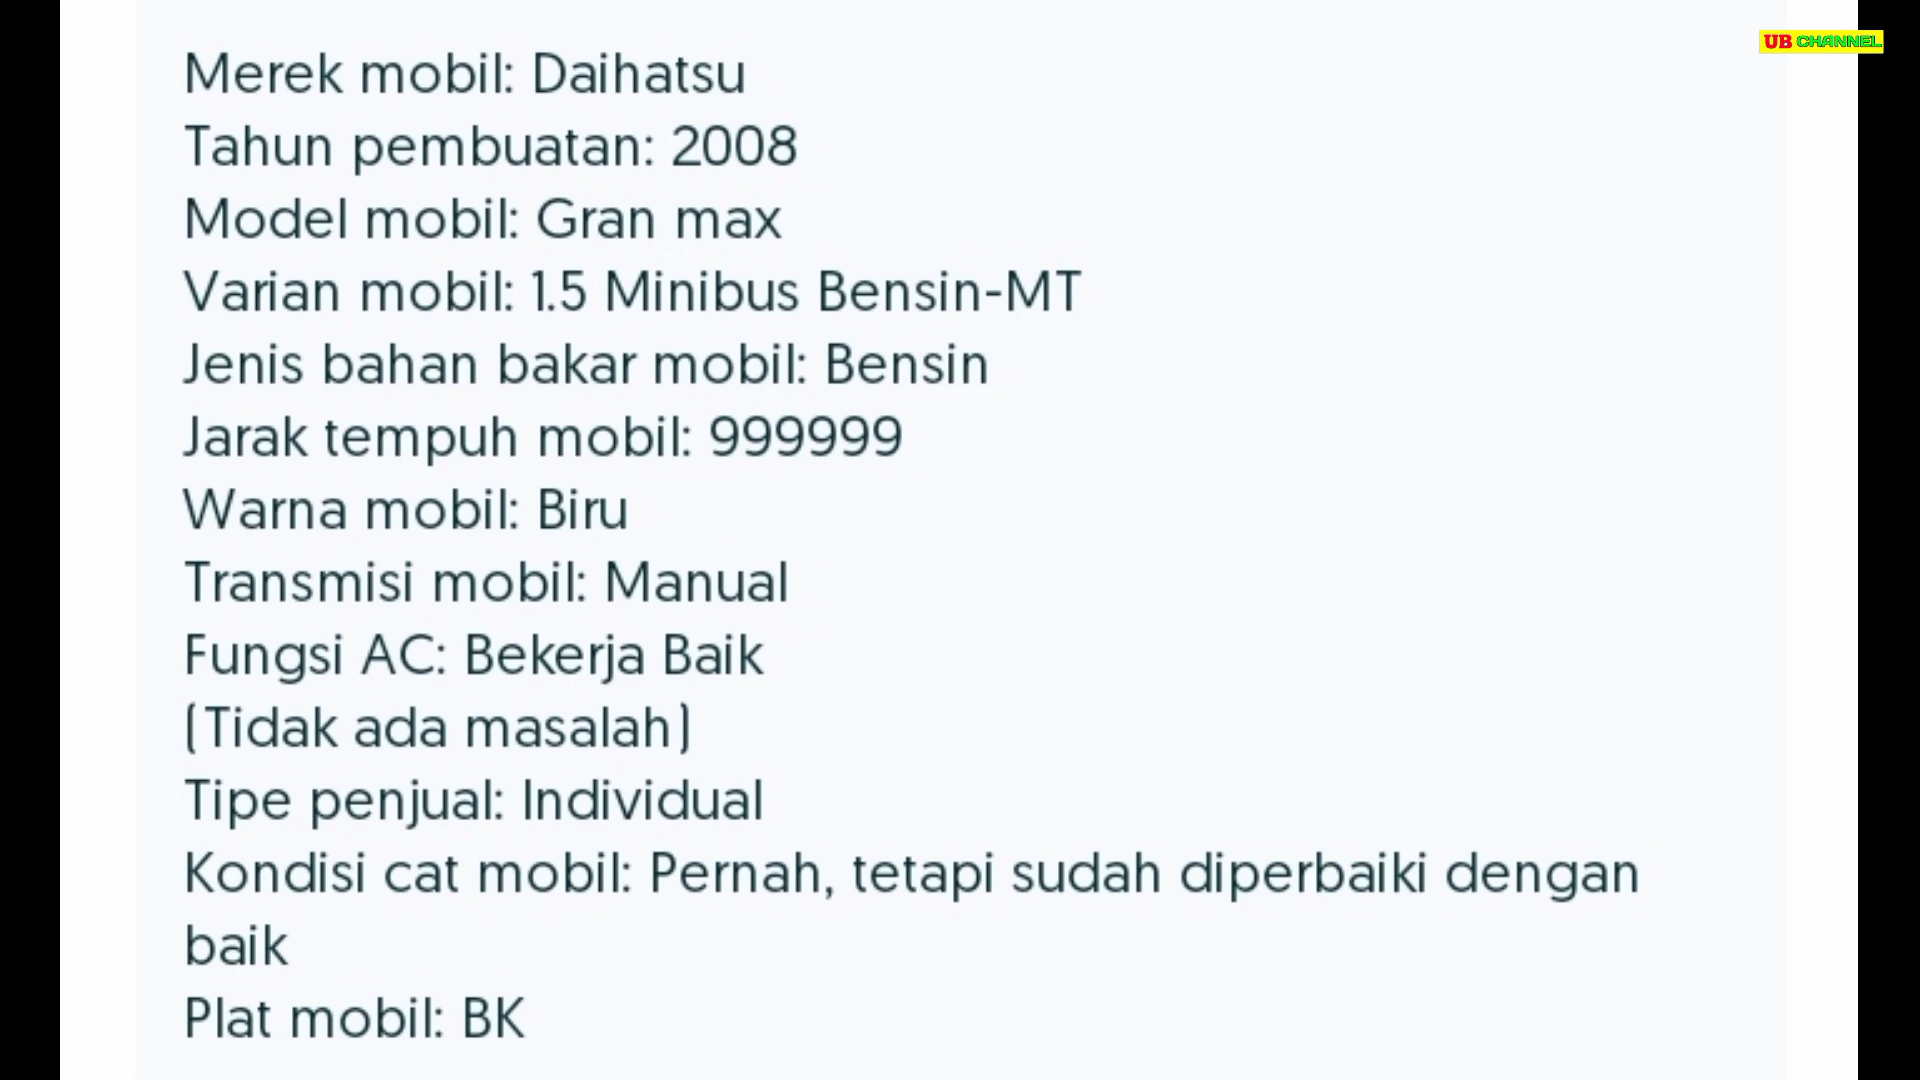 UB CHANNEL
Merek mobil: Daihatsu
Tahun pembuatan: 2008
Model mobil: Gran max
Varian mobil: 1.5 Minibus Bensin-MT
Jenis bahan bakar mobil: Bensin
Jarak tempuh mobil: 999999
Warna mobil: Biru
Transmisi mobil: Manual
Fungsi AC: Bekerja Baik
(Tidak ada masalah)
Tipe penjual: Individual
Kondisi cat mobil: Pernah, tetapi sudah diperbaiki dengan
baik
Plat mobil: BK